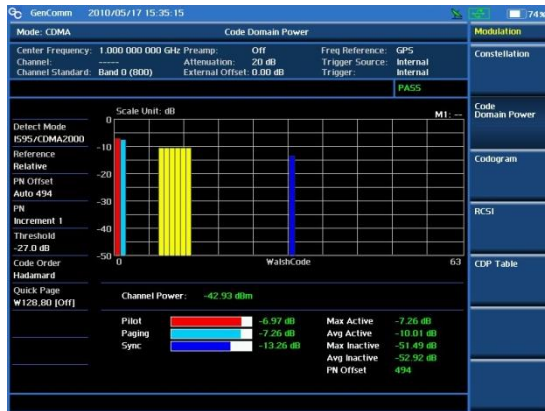 GenComm 2010/05/17 15:35:15 74%
Mode: CDMA Code Domain Power Modulation
Center Frequency: 1.000 000 000 GHz Preamp: Off Freq Reference: GPS
Channel: ----- Attenuation: 20 dB Trigger Source: Internal
Channel Standard: Band 0 (800) External Offset: 0.00 dB Trigger: Internal
Constellation
PASS
Scale Unit: dB M1: --
Code
Domain Power
0
Detect Mode
IS95/CDMA2000
-10
Reference
Relative
Codogram
PN Offset
Auto 494
-20
PN
Increment 1
-30
RCSI
Threshold
-27.0 dB
-40
Code Order
Hadamard
-50
0 WalshCode 63
CDP Table
Quick Page
W128,80 [Off]
Channel Power: -42.93 dBm
Pilot -6.97 dB Max Active -7.26 dB
Paging -7.26 dB Avg Active -10.01 dB
Sync -13.26 dB Max Inactive -51.49 dB
Avg Inactive -52.92 dB
PN Offset 494